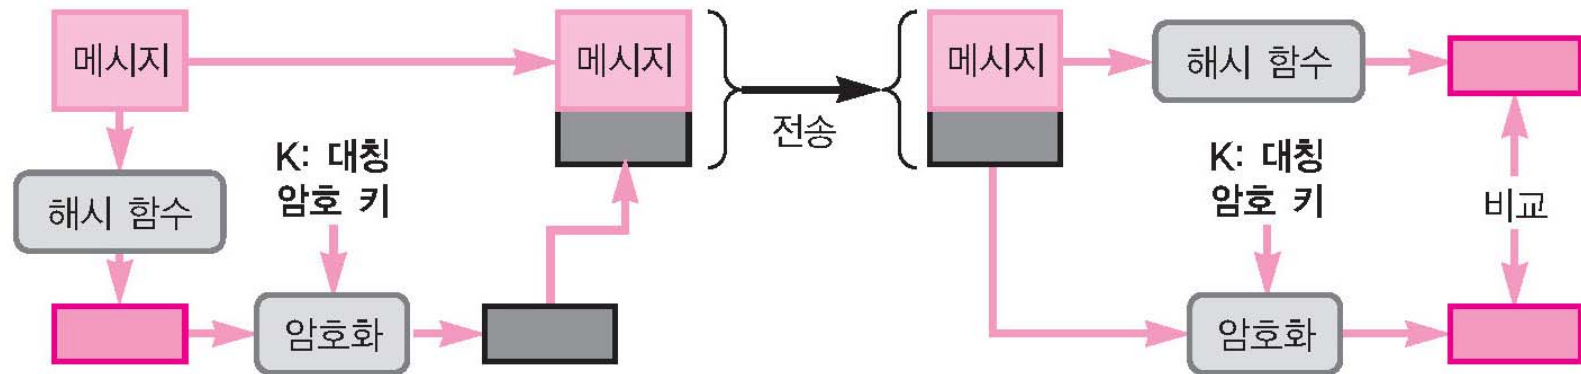 메시지
메시지
전송
메시지
해시 함수
K: 대칭
암호 키
K: 대칭
암호 키
해시 함수
비교
암호화
암호화